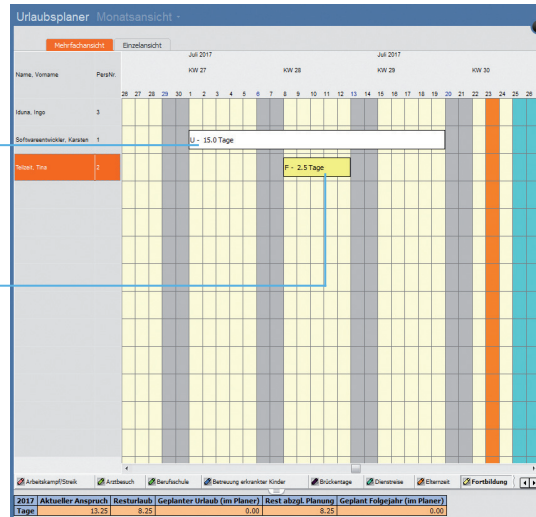 Urlaubsplaner Monatsansicht -
Mehrfachansicht Einzelansicht
Juli 2017 Juli 2017
Name, Vorname PersNr. KW 27 KW 28 KW 29 KW 30
26 27 28 29 30 1 2 3 4 5 6 7 8 9 10 11 12 13 14 15 16 17 18 19 20 21 22 23 24 25 26
Iduna, Ingo 3
Softwareentwickler, Karsten 1 U - 15.0 Tage
Teilzeit, Tina 2 F - 2.5 Tage
Arbeitskampf/Streik Arztbesuch Berufsschule Betreuung erkrankter Kinder Brückentage Dienstreise Elternzeit Fortbildung
2017 Aktueller Anspruch Resturlaub Geplanter Urlaub (im Planer) Rest abzgl. Planung Geplant Folgejahr (im Planer)
Tage 13.25 8.25 0.00 8.25 0.00